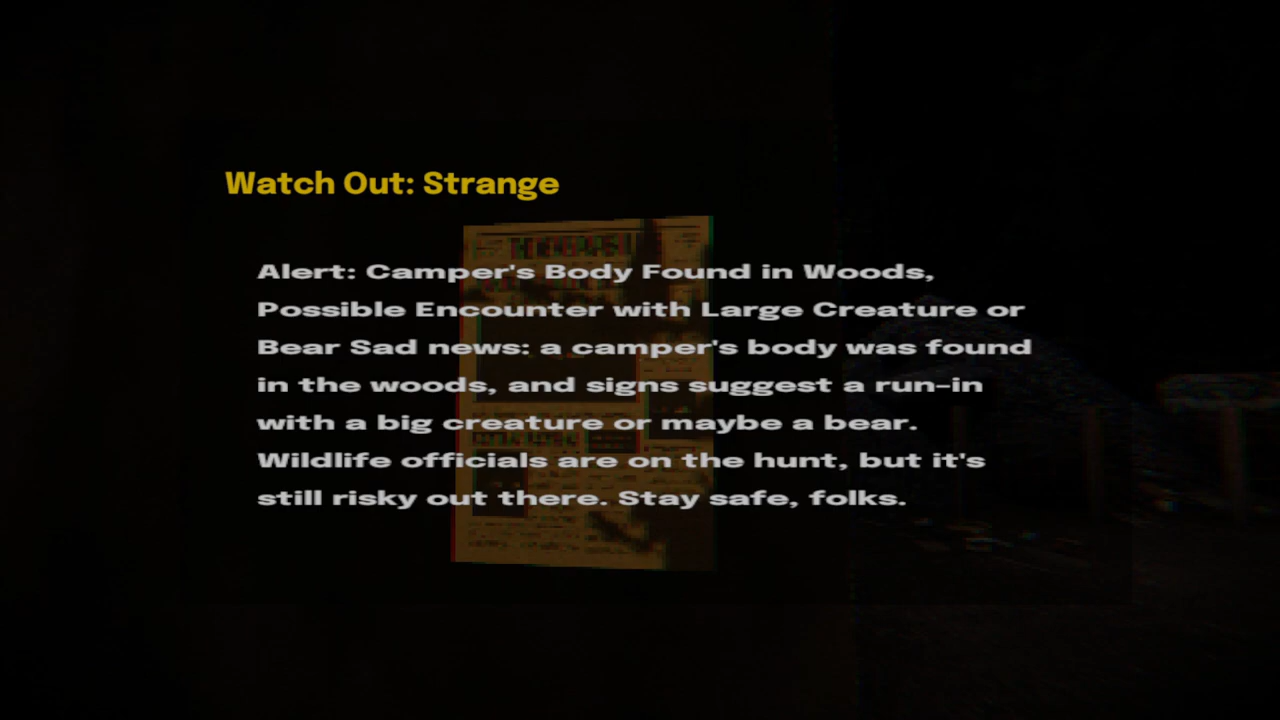 Watch Out: Strange
Alert: Camper's Body Found in Woods,
Possible Encounter with Large Creature or
Bear Sad news: a camper's body was found
in the woods, and signs suggest a run-in
with a big creature or maybe a bear.
Wildlife officials are on the hunt, but it's
still risky out there. Stay safe, folks.